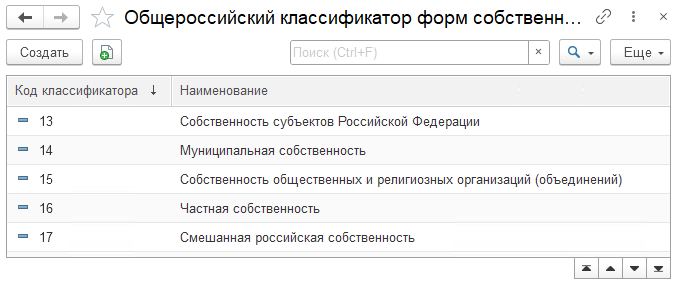 Общероссийский классификатор форм собственн...
Создать Поиск (Ctrl+F) × Еще
Код классификатора ↓ Наименование
13 Собственность субъектов Российской Федерации
14 Муниципальная собственность
15 Собственность общественных и религиозных организаций (объединений)
16 Частная собственность
17 Смешанная российская собственность